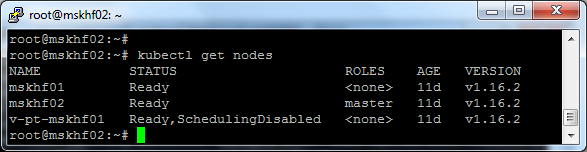 root@mskhf02: ~
root@mskhf02:~#
root@mskhf02:~# kubectl get nodes
NAME STATUS ROLES AGE VERSION
mskhf01 Ready <none> 11d v1.16.2
mskhf02 Ready master 11d v1.16.2
v-pt-mskhf01 Ready,SchedulingDisabled <none> 11d v1.16.2
root@mskhf02:~#